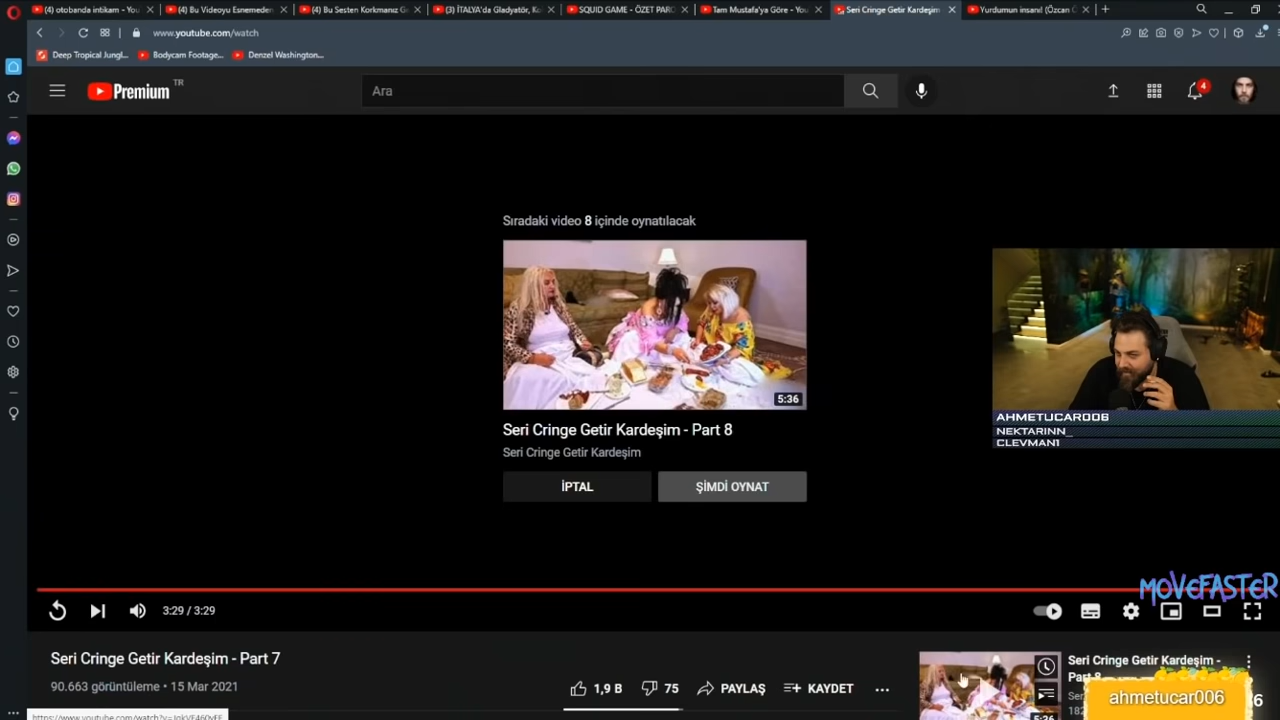 (4) otobanda intikam - You
(4) Bu Videoyu Esnemeden
(4) Bu Sesten Korkmanız G
(3) İTALYA'da Gladyatör, K
SQUID GAME - ÖZET PARO
Tam Mustafa'ya Göre - You
Seri Cringe Getir Kardeşim
Yurdumun insanı! (Özcan
www.youtube.com/watch
Deep Tropical Jungl...
Bodycam Footage...
Denzel Washington...
Premium TR
Ara
4
Sıradaki video 8 içinde oynatılacak
5:36
Seri Cringe Getir Kardeşim - Part 8
Seri Cringe Getir Kardeşim
İPTAL
ŞİMDİ OYNAT
AHMETUCAR006
NEKTARINN_
CLEVMAN1
MOVEFASTER
3:29 / 3:29
Seri Cringe Getir Kardeşim - Part 7
90.663 görüntüleme • 15 Mar 2021
1,9 B
75
PAYLAŞ
KAYDET
Seri Cringe Getir Kardeşim -
Part 8
5:36
ahmetucar006